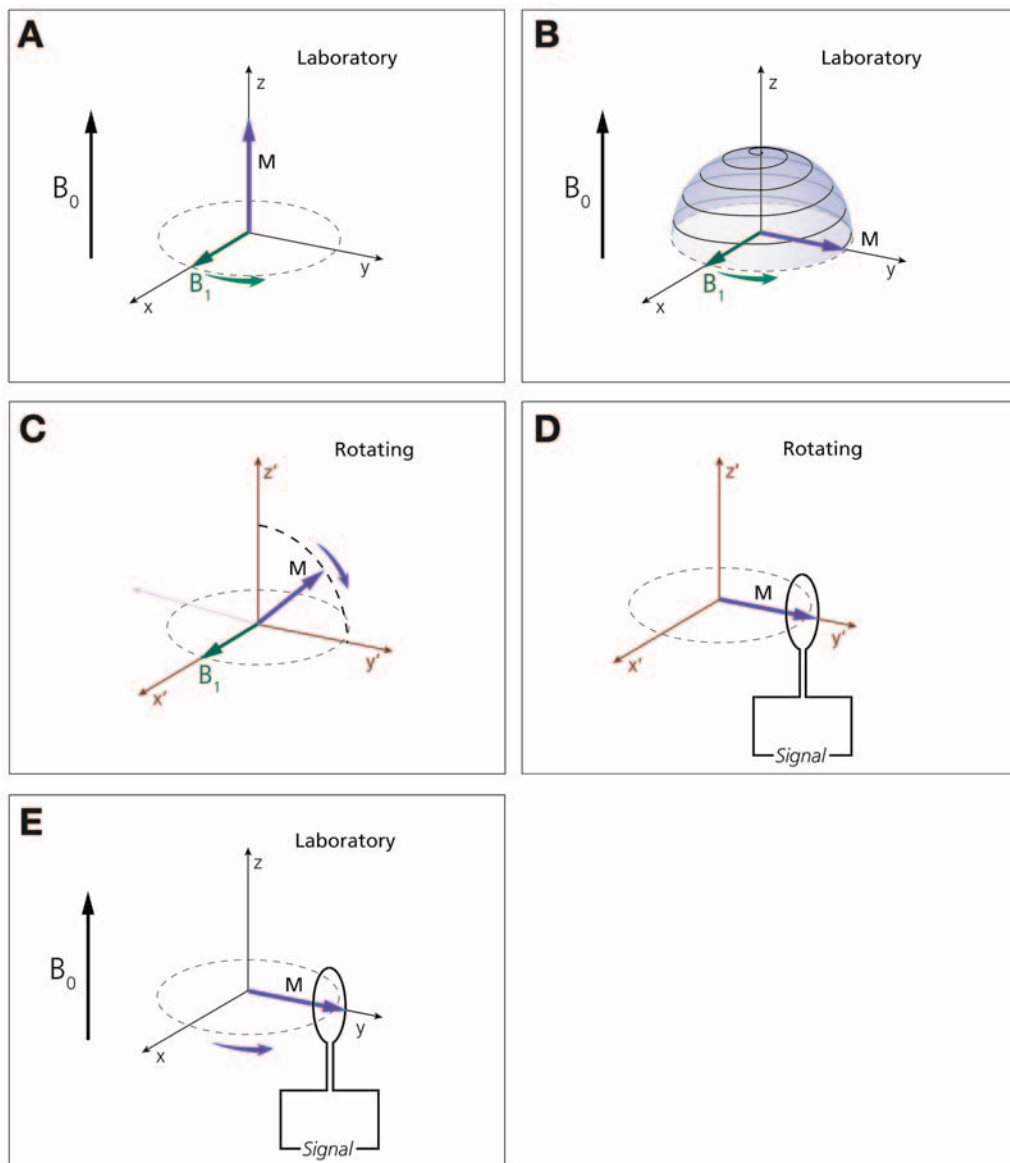 A
Laboratory
z
M
B₀
y
B₁
x
B
Laboratory
z
B₀
M
y
B₁
x
C
Rotating
z'
M
y'
B₁
x'
D
Rotating
z'
M
y'
x'
Signal
E
Laboratory
z
B₀
M
y
x
Signal